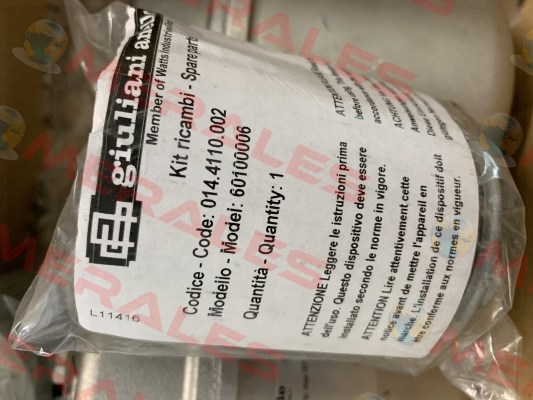 giuliani anello
Member of Watts Industries
Kit ricambi - Spare parts
Codice - Code: 014.4110.002
Modello - Model: 60100006
Quantità - Quantity: 1
ATTENZIONE Leggere le istruzioni prima
dell'uso. Questo dispositivo deve essere
installato secondo le norme in vigore.
ATTENTION Lire attentivement cette
notice avant de mettre l'appareil en
marche. L'installation de ce dispositif doit
être conforme aux normes en vigueur.
L11416
MERALES